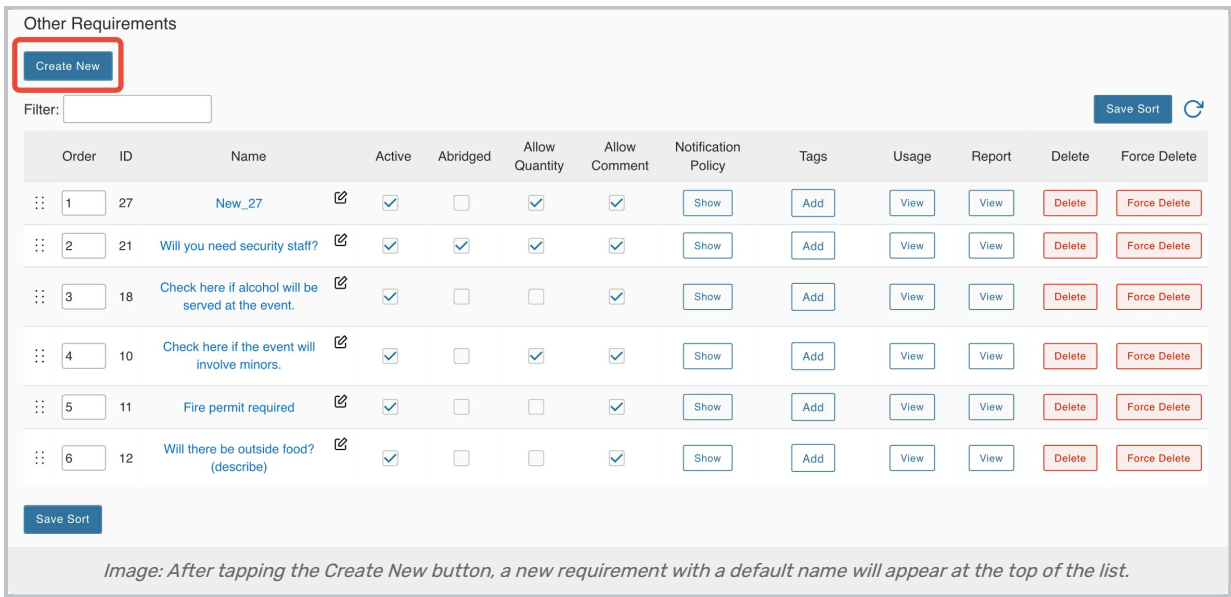 Other Requirements
Create New
Filter:
Save Sort
Order ID Name Active Abridged Allow Quantity Allow Comment Notification Policy Tags Usage Report Delete Force Delete
1 27 New_27 Show Add View View Delete Force Delete
2 21 Will you need security staff? Show Add View View Delete Force Delete
3 18 Check here if alcohol will be served at the event. Show Add View View Delete Force Delete
4 10 Check here if the event will involve minors. Show Add View View Delete Force Delete
5 11 Fire permit required Show Add View View Delete Force Delete
6 12 Will there be outside food? (describe) Show Add View View Delete Force Delete
Save Sort
Image: After tapping the Create New button, a new requirement with a default name will appear at the top of the list.